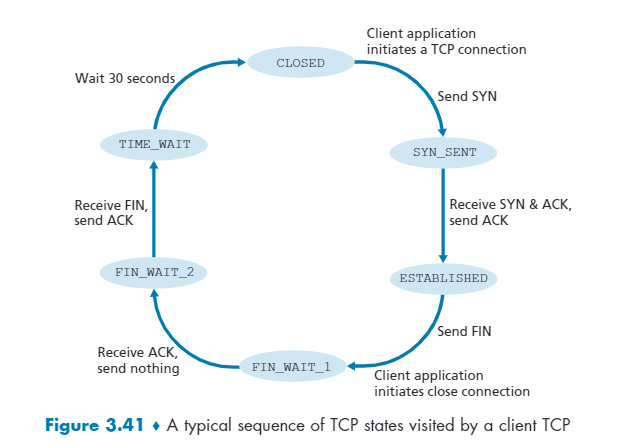 Client application
initiates a TCP connection
CLOSED
Wait 30 seconds
Send SYN
TIME_WAIT
SYN_SENT
Receive FIN,
send ACK
Receive SYN & ACK,
send ACK
FIN_WAIT_2
ESTABLISHED
Send FIN
Receive ACK,
send nothing
FIN_WAIT_1
Client application
initiates close connection
Figure 3.41 ♦ A typical sequence of TCP states visited by a client TCP